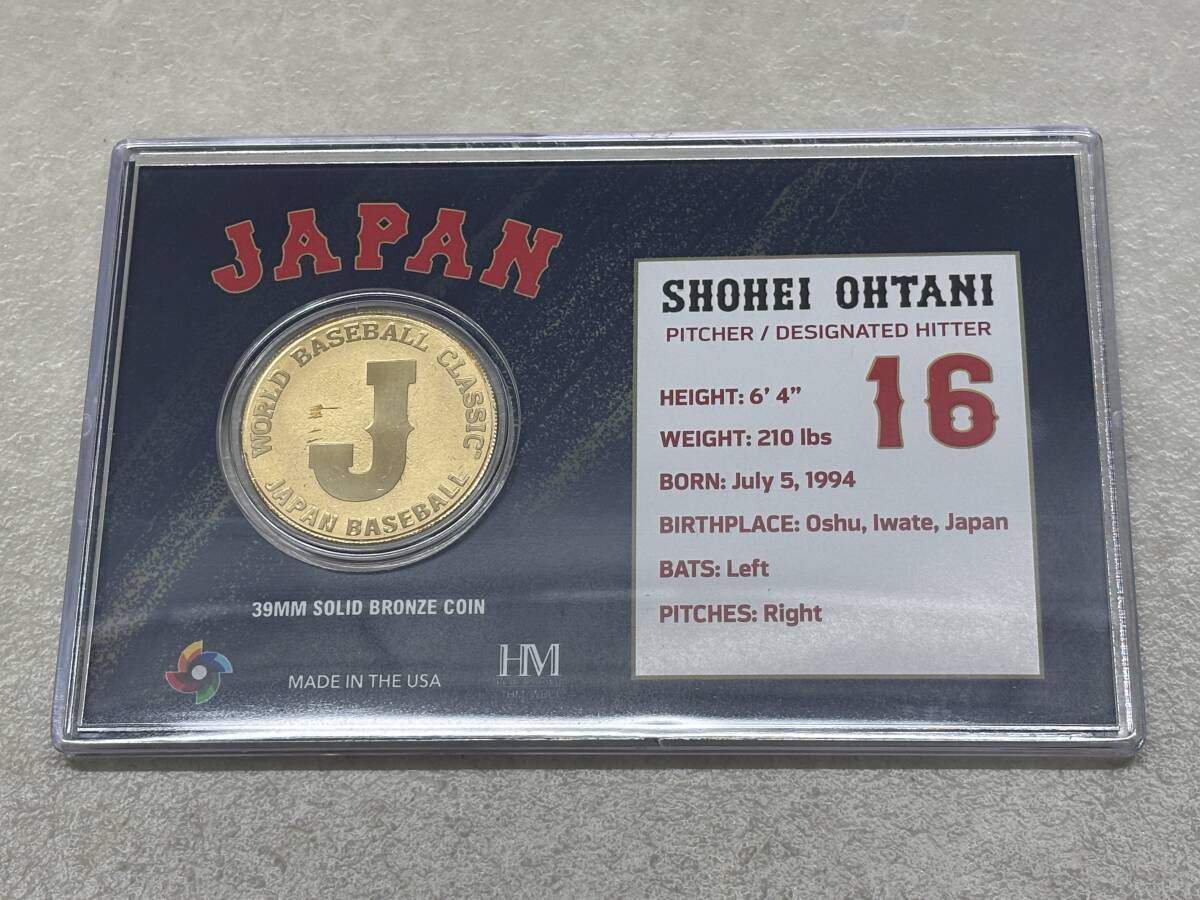 JAPAN
WORLD BASEBALL CLASSIC
J
JAPAN BASEBALL
39MM SOLID BRONZE COIN
MADE IN THE USA
HM
SHOHEI OHTANI
PITCHER / DESIGNATED HITTER
16
HEIGHT: 6' 4"
WEIGHT: 210 lbs
BORN: July 5, 1994
BIRTHPLACE: Oshu, Iwate, Japan
BATS: Left
PITCHES: Right